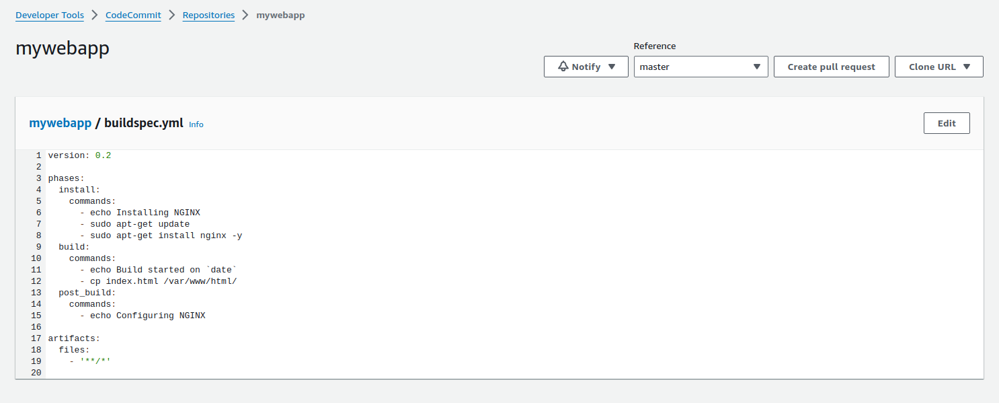 Developer Tools > CodeCommit > Repositories > mywebapp
mywebapp
Reference
Notify
master
Create pull request
Clone URL
mywebapp / buildspec.yml Info
Edit
1 version: 0.2
2
3 phases:
4   install:
5     commands:
6       - echo Installing NGINX
7       - sudo apt-get update
8       - sudo apt-get install nginx -y
9   build:
10     commands:
11       - echo Build started on `date`
12       - cp index.html /var/www/html/
13   post_build:
14     commands:
15       - echo Configuring NGINX
16
17 artifacts:
18   files:
19     - '**/*'
20